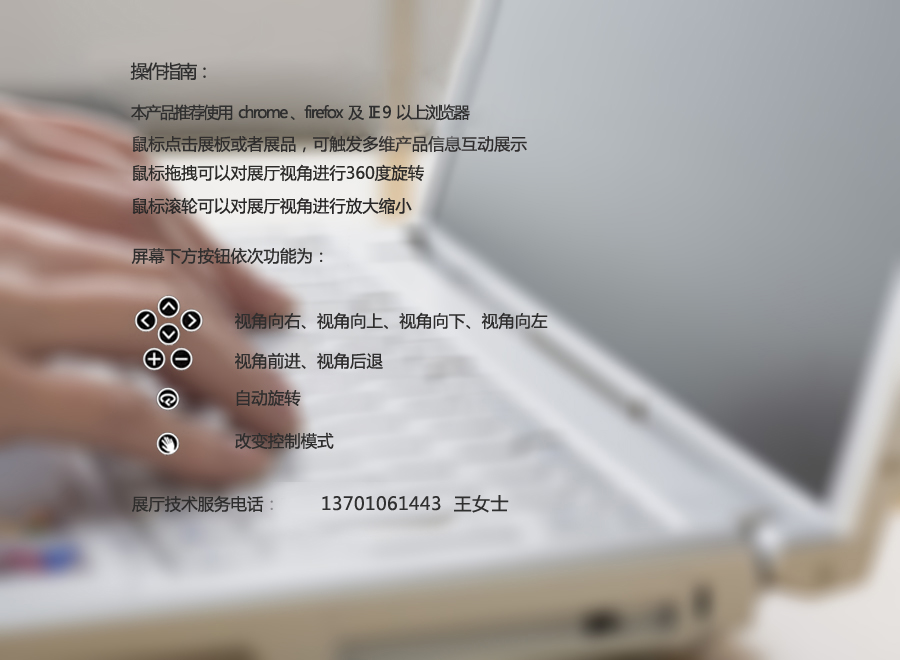 操作指南：
本产品推荐使用 chrome、firefox 及 IE9 以上浏览器
鼠标点击展板或者展品，可触发多维产品信息互动展示
鼠标拖拽可以对展厅视角进行360度旋转
鼠标滚轮可以对展厅视角进行放大缩小
屏幕下方按钮依次功能为：
视角向右、视角向上、视角向下、视角向左
视角前进、视角后退
自动旋转
改变控制模式
展厅技术服务电话： 13701061443 王女士